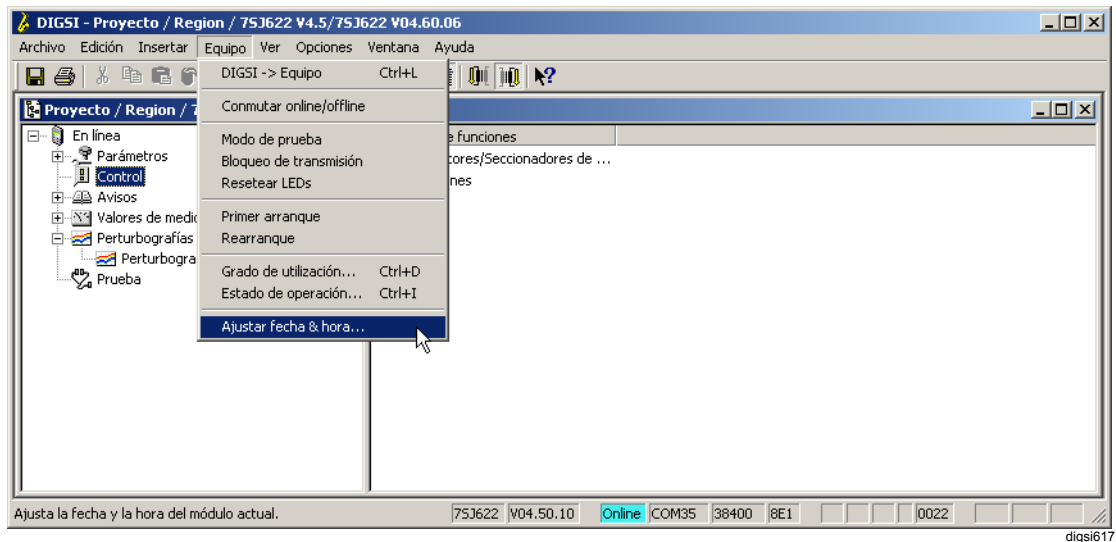 DIGSI - Proyecto / Region / 7SJ622 V4.5/7SJ622 V04.60.06
Archivo Edición Insertar Equipo Ver Opciones Ventana Ayuda
DIGSI -> Equipo Ctrl+L
Conmutar online/offline
Modo de prueba
Bloqueo de transmisión
Resetear LEDs
Primer arranque
Rearranque
Grado de utilización... Ctrl+D
Estado de operación... Ctrl+I
Ajustar fecha & hora...
Proyecto / Region / 7
En línea
Parámetros
Control
Avisos
Valores de medic
Perturbografías
Perturbogra
Prueba
e funciones
tores/Seccionadores de ...
nes
Ajusta la fecha y la hora del módulo actual.
7SJ622 V04.50.10 Online COM35 38400 8E1 0022
digsi617